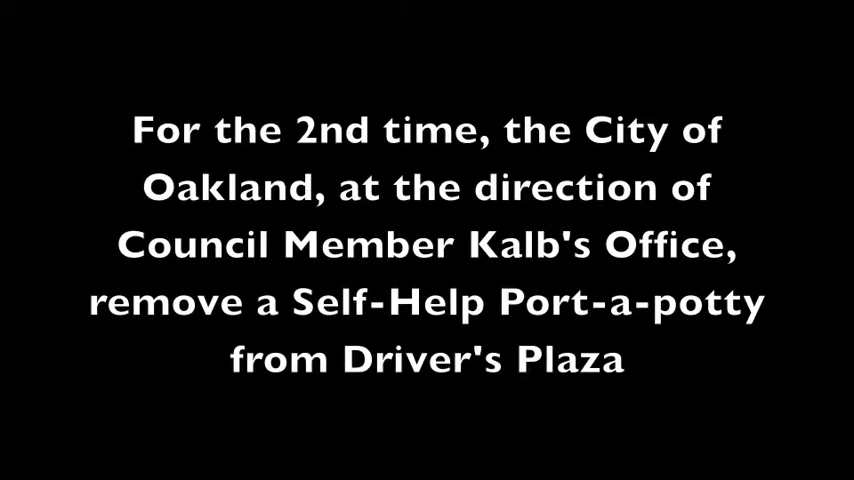 For the 2nd time, the City of
Oakland, at the direction of
Council Member Kalb's Office,
remove a Self-Help Port-a-potty
from Driver's Plaza